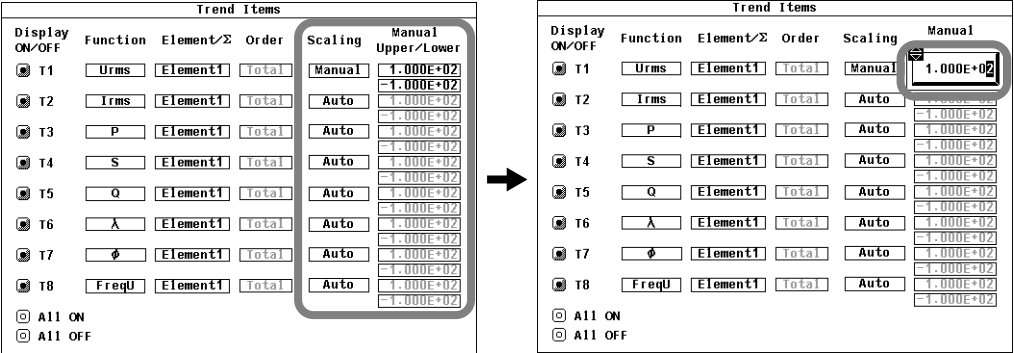 Trend Items
Display ON/OFF Function Element/Σ Order Scaling Manual Upper/Lower
T1 Urms Element1 Total Manual 1.000E+02
-1.000E+02
T2 Irms Element1 Total Auto 1.000E+02
-1.000E+02
T3 P Element1 Total Auto 1.000E+02
-1.000E+02
T4 S Element1 Total Auto 1.000E+02
-1.000E+02
T5 Q Element1 Total Auto 1.000E+02
-1.000E+02
T6 λ Element1 Total Auto 1.000E+02
-1.000E+02
T7 ϕ Element1 Total Auto 1.000E+02
-1.000E+02
T8 FreqU Element1 Total Auto 1.000E+02
-1.000E+02
All ON
All OFF
Trend Items
Display ON/OFF Function Element/Σ Order Scaling Manual
T1 Urms Element1 Total Manual 1.000E+02
T2 Irms Element1 Total Auto
-1.000E+02
T3 P Element1 Total Auto 1.000E+02
-1.000E+02
T4 S Element1 Total Auto 1.000E+02
-1.000E+02
T5 Q Element1 Total Auto 1.000E+02
-1.000E+02
T6 λ Element1 Total Auto 1.000E+02
-1.000E+02
T7 ϕ Element1 Total Auto 1.000E+02
-1.000E+02
T8 FreqU Element1 Total Auto 1.000E+02
-1.000E+02
All ON
All OFF